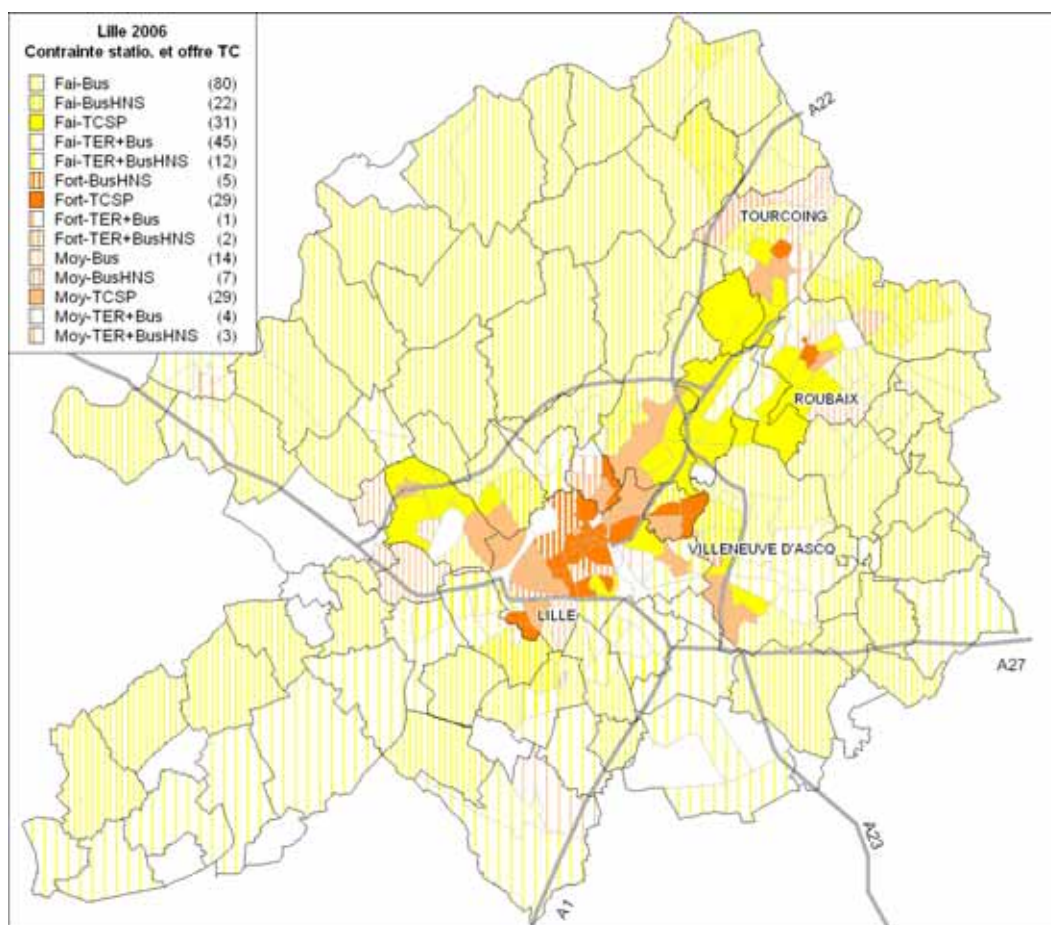 Lille 2006
Contrainte statio. et offre TC
Fai-Bus (80)
Fai-BusHNS (22)
Fai-TCSP (31)
Fai-TER+Bus (45)
Fai-TER+BusHNS (12)
Fort-BusHNS (5)
Fort-TCSP (29)
Fort-TER+Bus (1)
Fort-TER+BusHNS (2)
Moy-Bus (14)
Moy-BusHNS (7)
Moy-TCSP (29)
Moy-TER+Bus (4)
Moy-TER+BusHNS (3)
A22
TOURCOING
ROUBAIX
VILLENEUVE D'ASCQ
LILLE
A27
A23
A1